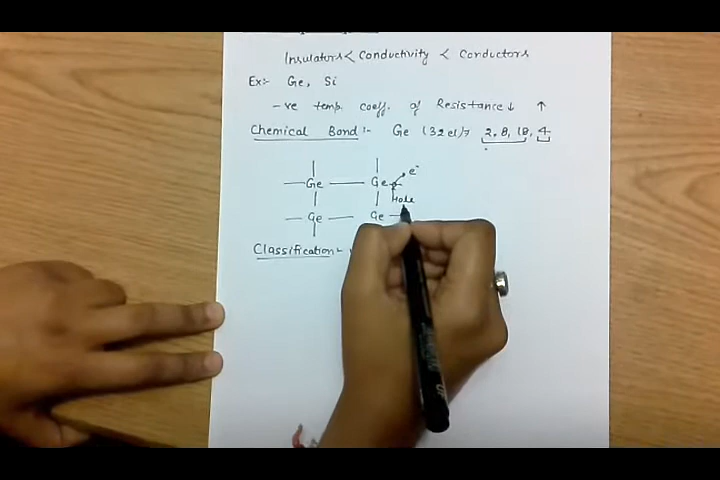 Insulators < Conductivity < Conductors
Ex:- Ge, Si
-ve temp. coeff. of Resistance ↓ ↑
Chemical Bond :- Ge (32 el) → 2, 8, 18, 4
Ge Ge e⁻
Hole
Ge Ge
Classification :-